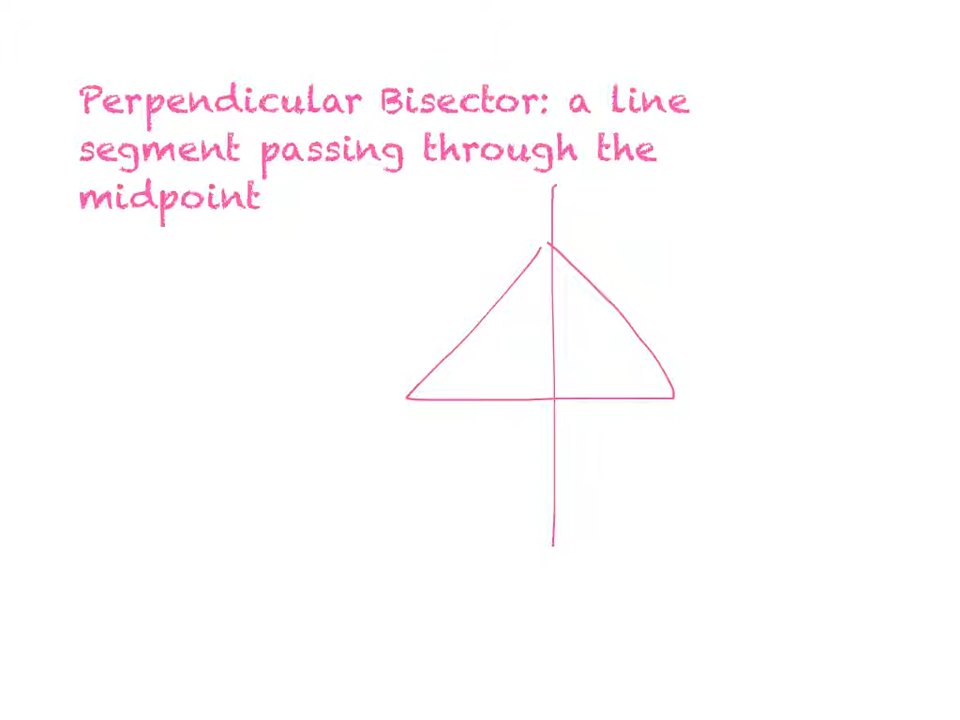 Perpendicular Bisector: a line
segment passing through the
midpoint